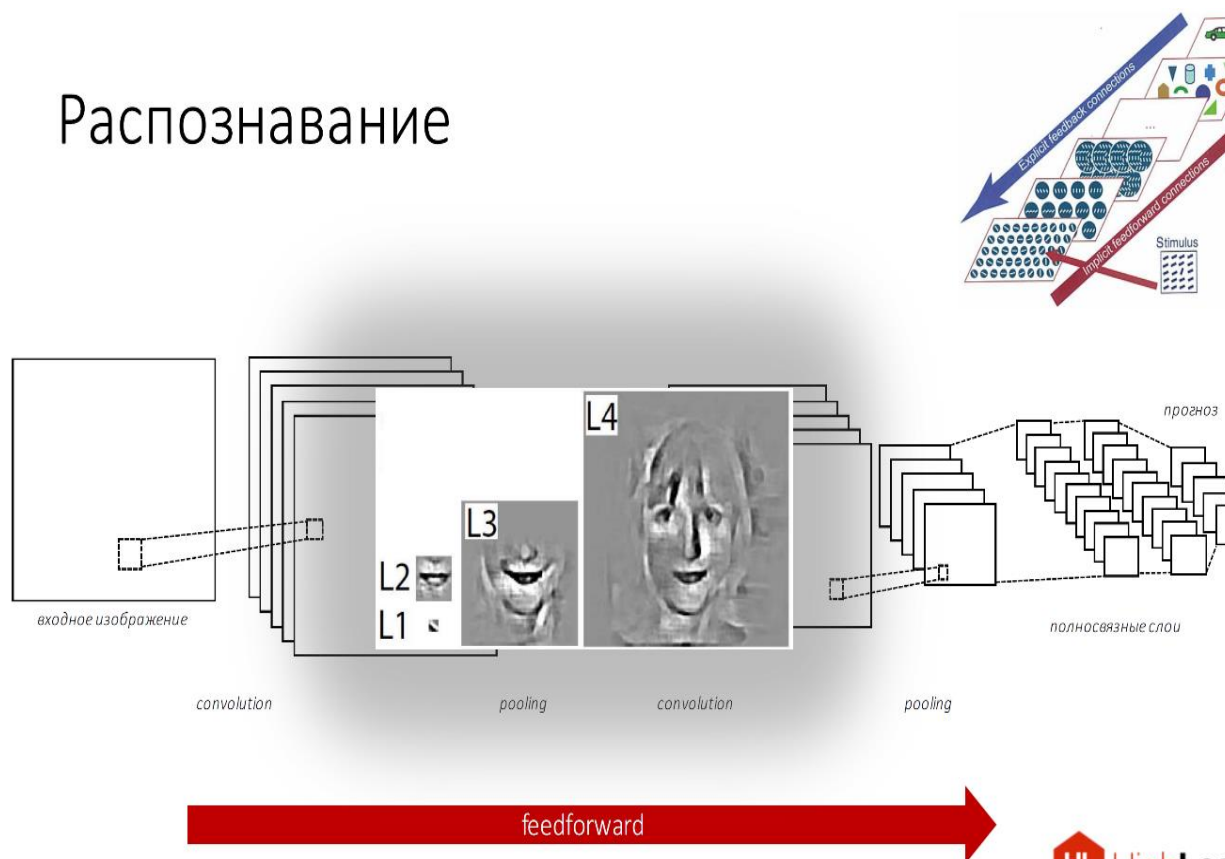 Распознавание
Explicit feedback connections
...
Implicit feedforward connections
Stimulus
прогноз
L4
L3
L2
L1
входное изображение
полносвязные слои
convolution
pooling
convolution
pooling
feedforward